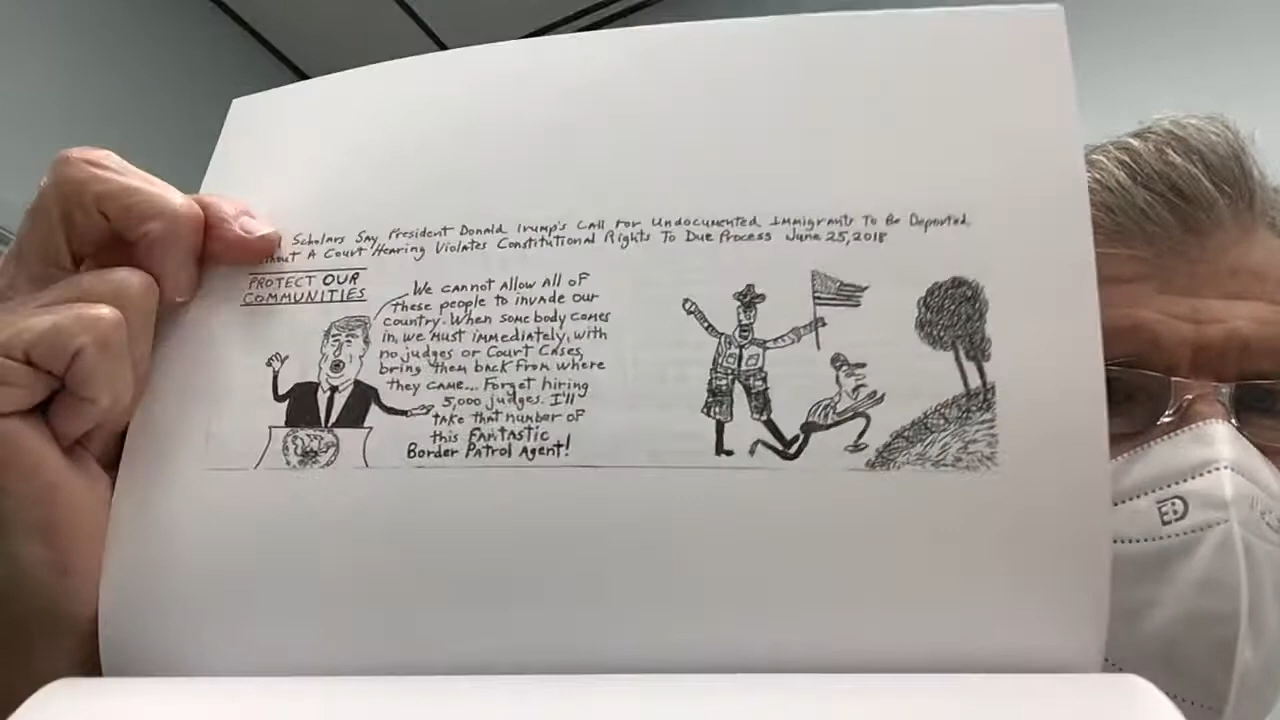 Scholars Say President Donald Trump's Call For Undocumented Immigrants To Be Deported
Without A Court Hearing Violates Constitutional Rights To Due Process June 25, 2018
PROTECT OUR
COMMUNITIES
We cannot allow all of
these people to invade our
country. When somebody comes
in, we must immediately, with
no judges or Court Cases,
bring them back from where
they came... Forget hiring
5,000 judges. I'll
take that number of
this Fantastic
Border Patrol Agent!